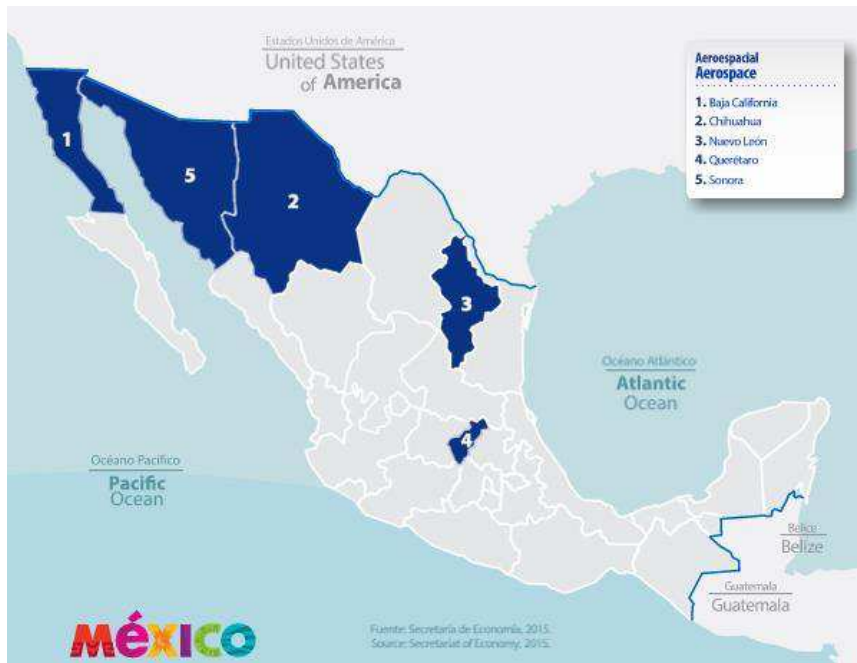 Estados Unidos de América
United States
of America
Aeroespacial
Aerospace
1. Baja California
2. Chihuahua
3. Nuevo León
4. Querétaro
5. Sonora
1
5
2
3
4
Océano Atlántico
Atlantic
Ocean
Océano Pacífico
Pacific
Ocean
Belice
Belize
Guatemala
Guatemala
méxico
Fuente: Secretaría de Economía, 2015.
Source: Secretariat of Economy, 2015.